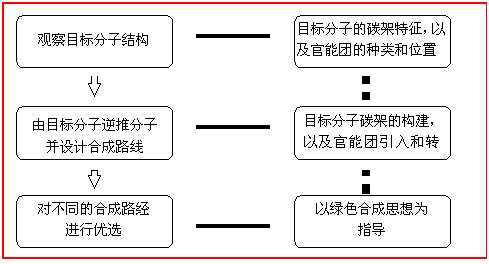 观察目标分子结构
目标分子的碳架特征，以
及官能团的种类和位置
由目标分子逆推分子
并设计合成路线
目标分子碳架的构建，
以及官能团引入和转
对不同的合成路经
进行优选
以绿色合成思想为
指导